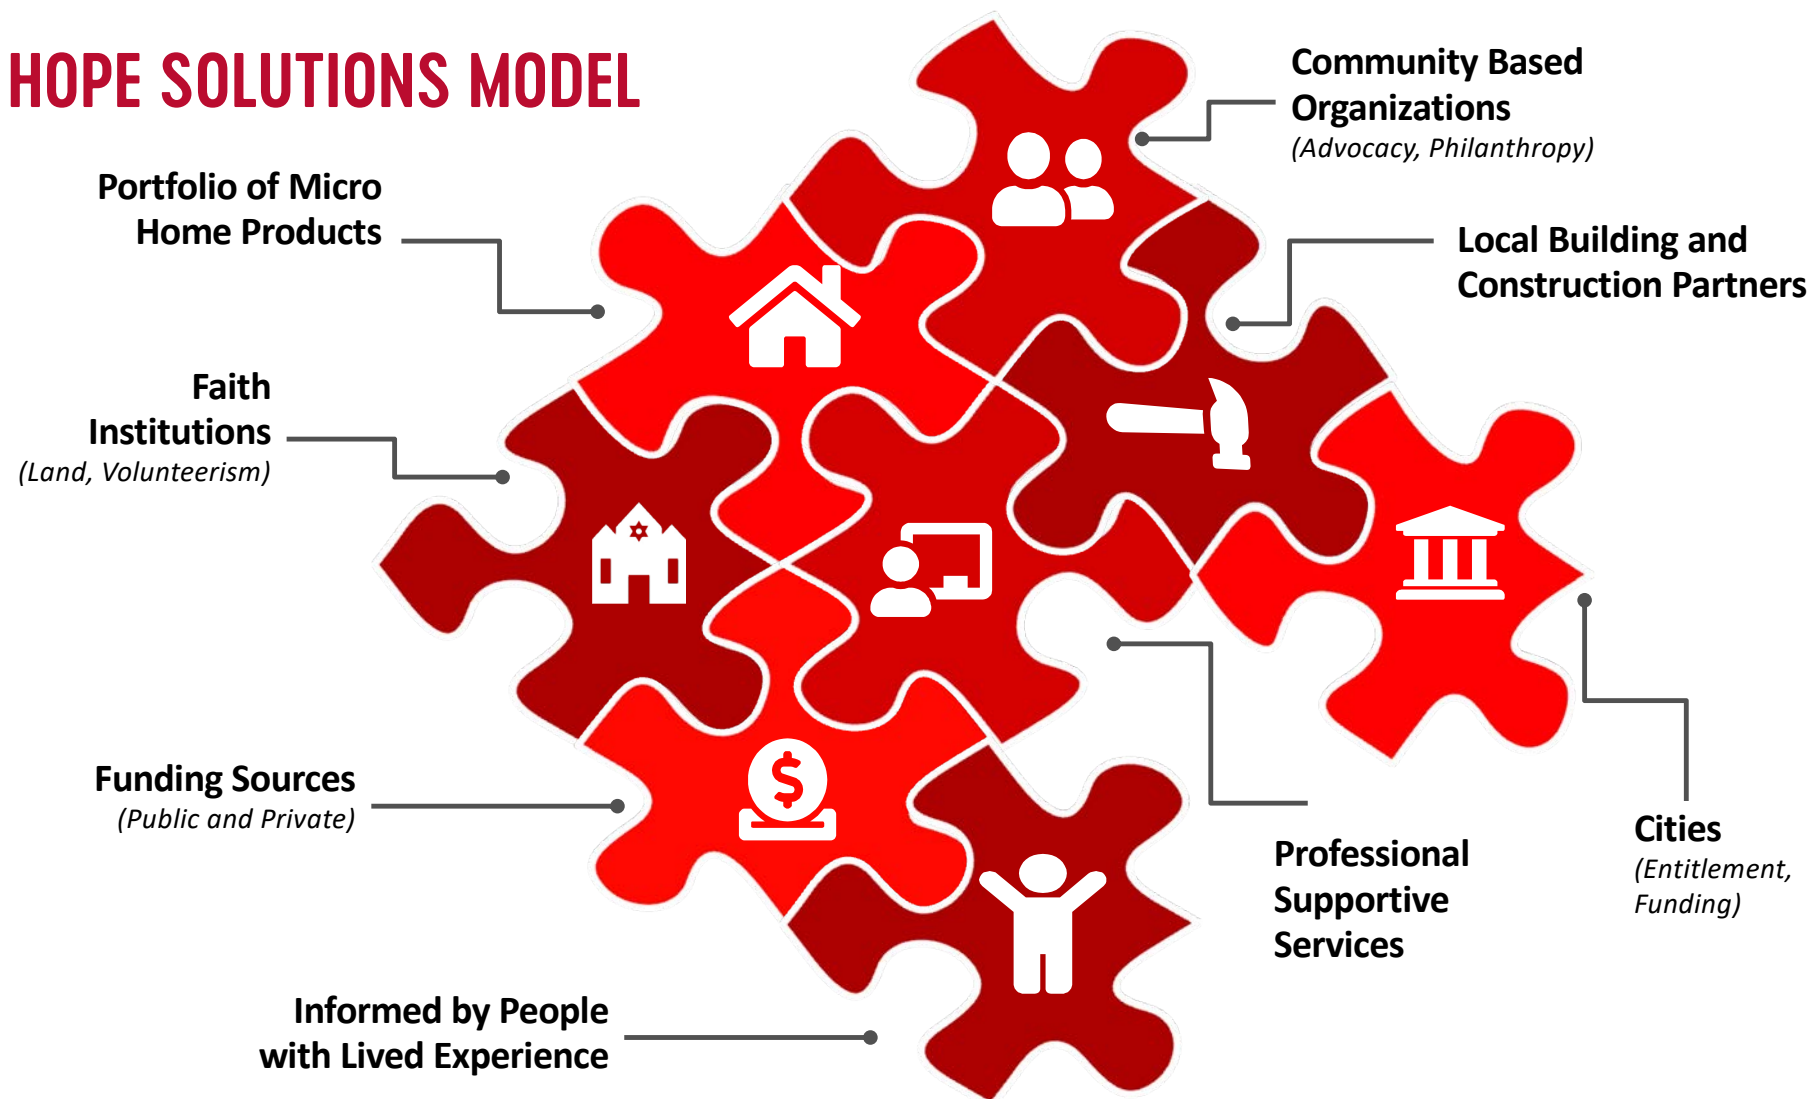 HOPE SOLUTIONS MODEL
Community Based
Organizations
(Advocacy, Philanthropy)
Portfolio of Micro
Home Products
Local Building and
Construction Partners
Faith
Institutions
(Land, Volunteerism)
Funding Sources
(Public and Private)
$
Cities
(Entitlement,
Funding)
Professional
Supportive
Services
Informed by People
with Lived Experience